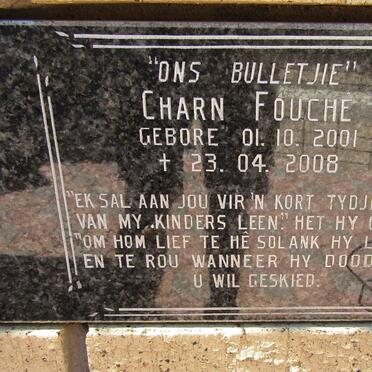 "ONS BULLETJIE"
CHARN FOUCHE
GEBORE 01. 10. 2001
+ 23. 04. 2008
"EK SAL AAN JOU VIR 'N KORT
VAN MY KINDERS LEEN." HET HY
"OM HOM LIEF TE HÊ SOLANK HY
EN TE ROU WANNEER HY
U WIL GESKIED.